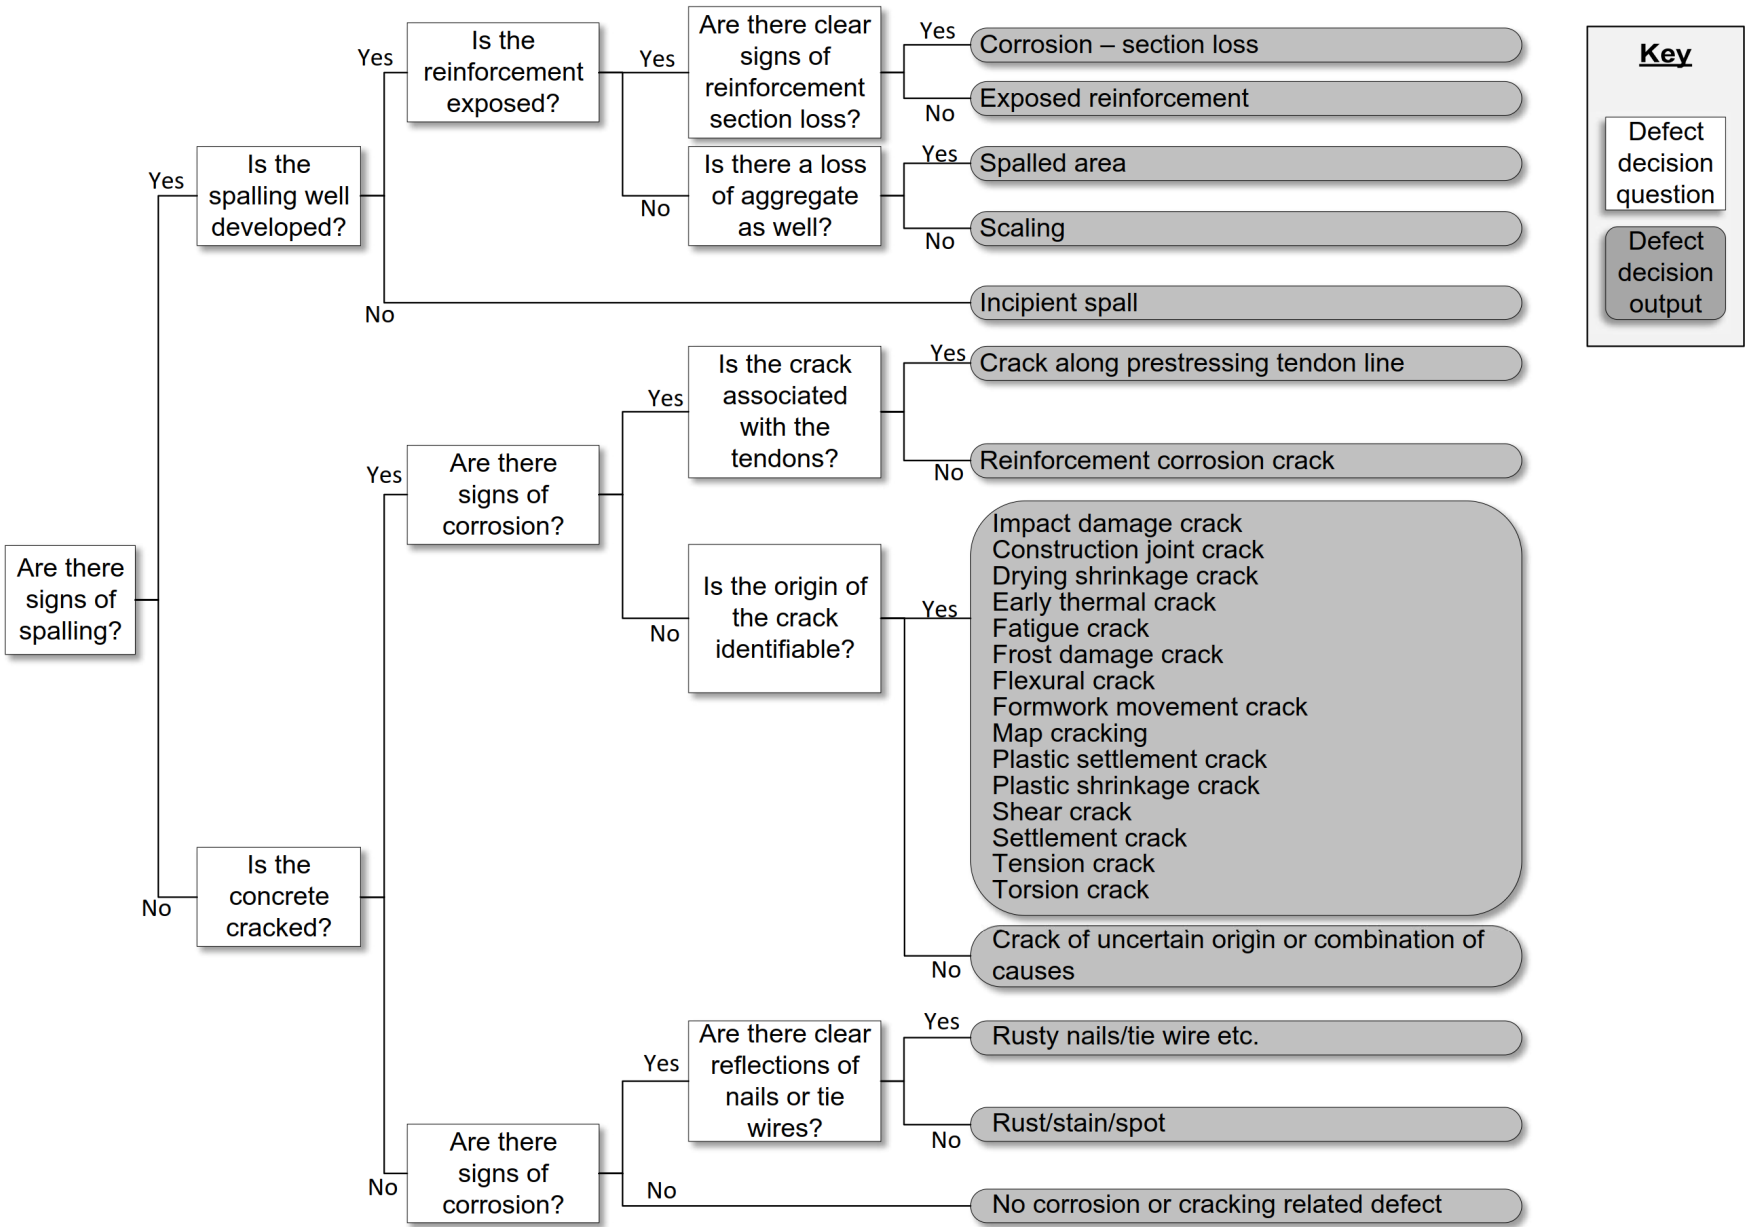 Are there
signs of
spalling?
Yes
No
Is the
spalling well
developed?
Yes
No
Is the
reinforcement
exposed?
Yes
No
Are there clear
signs of
reinforcement
section loss?
Yes
No
Corrosion – section loss
Exposed reinforcement
Is there a loss
of aggregate
as well?
Yes
No
Spalled area
Scaling
Incipient spall
Is the
concrete
cracked?
Yes
No
Are there
signs of
corrosion?
Yes
No
Is the crack
associated
with the
tendons?
Yes
No
Crack along prestressing tendon line
Reinforcement corrosion crack
Is the origin of
the crack
identifiable?
Yes
No
Impact damage crack
Construction joint crack
Drying shrinkage crack
Early thermal crack
Fatigue crack
Frost damage crack
Flexural crack
Formwork movement crack
Map cracking
Plastic settlement crack
Plastic shrinkage crack
Shear crack
Settlement crack
Tension crack
Torsion crack
Crack of uncertain origin or combination of
causes
Are there
signs of
corrosion?
Yes
No
Are there clear
reflections of
nails or tie
wires?
Yes
No
Rusty nails/tie wire etc.
Rust/stain/spot
No corrosion or cracking related defect
Key
Defect
decision
question
Defect
decision
output